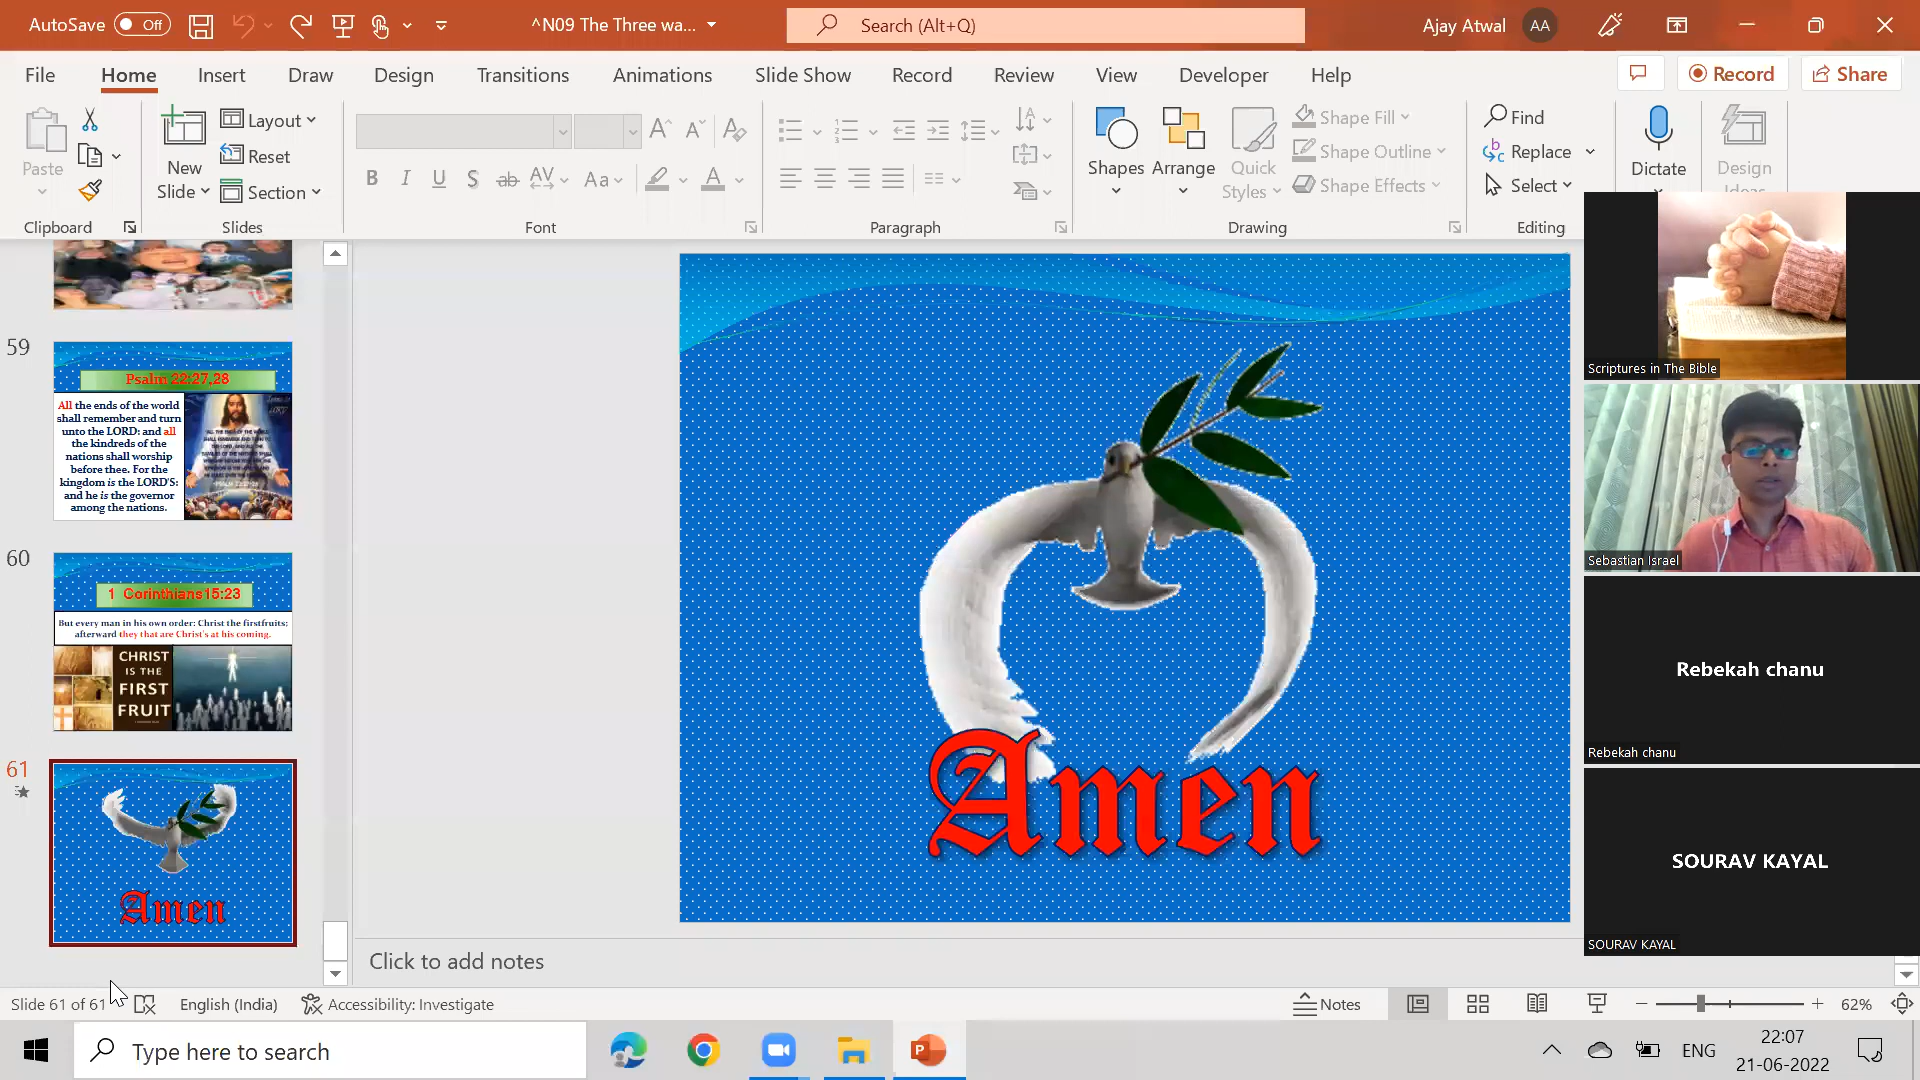 AutoSave Off
^N09 The Three wa...
Search (Alt+Q)
Ajay Atwal AA
File Home Insert Draw Design Transitions Animations Slide Show Record Review View Developer Help
Record Share
Paste
New
Slide
Layout
Reset
Section
Shapes
Arrange
Quick
Styles
Shape Fill
Shape Outline
Shape Effects
Find
Replace
Select
Dictate
Design
Ideas
Clipboard Slides Font Paragraph Drawing Editing
59
Psalm 22:27,28
All the ends of the world
shall remember and turn
unto the LORD: and all
the kindreds of the
nations shall worship
before thee. For the
kingdom is the LORD'S:
and he is the governor
among the nations.
60
1 Corinthians15:23
But every man in his own order: Christ the firstfruits;
afterward they that are Christ's at his coming.
CHRIST
IS THE
FIRST
FRUIT
61
Amen
Amen
Scriptures in The Bible
Sebastian Israel
Rebekah chanu
Rebekah chanu
SOURAV KAYAL
SOURAV KAYAL
Click to add notes
Slide 61 of 61
English (India)
Accessibility: Investigate
Notes
62%
Type here to search
ENG
22:07
21-06-2022